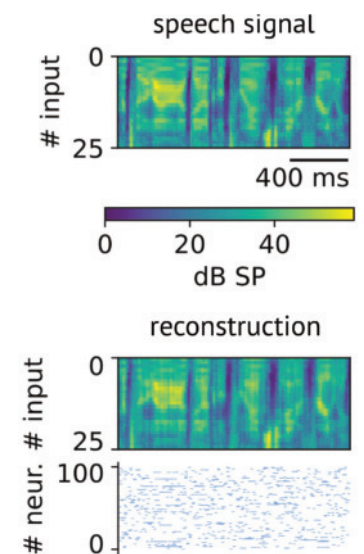 speech signal
0
# input
25
400 ms
0 20 40
dB SP
reconstruction
0
# input
25
100
# neur.
0